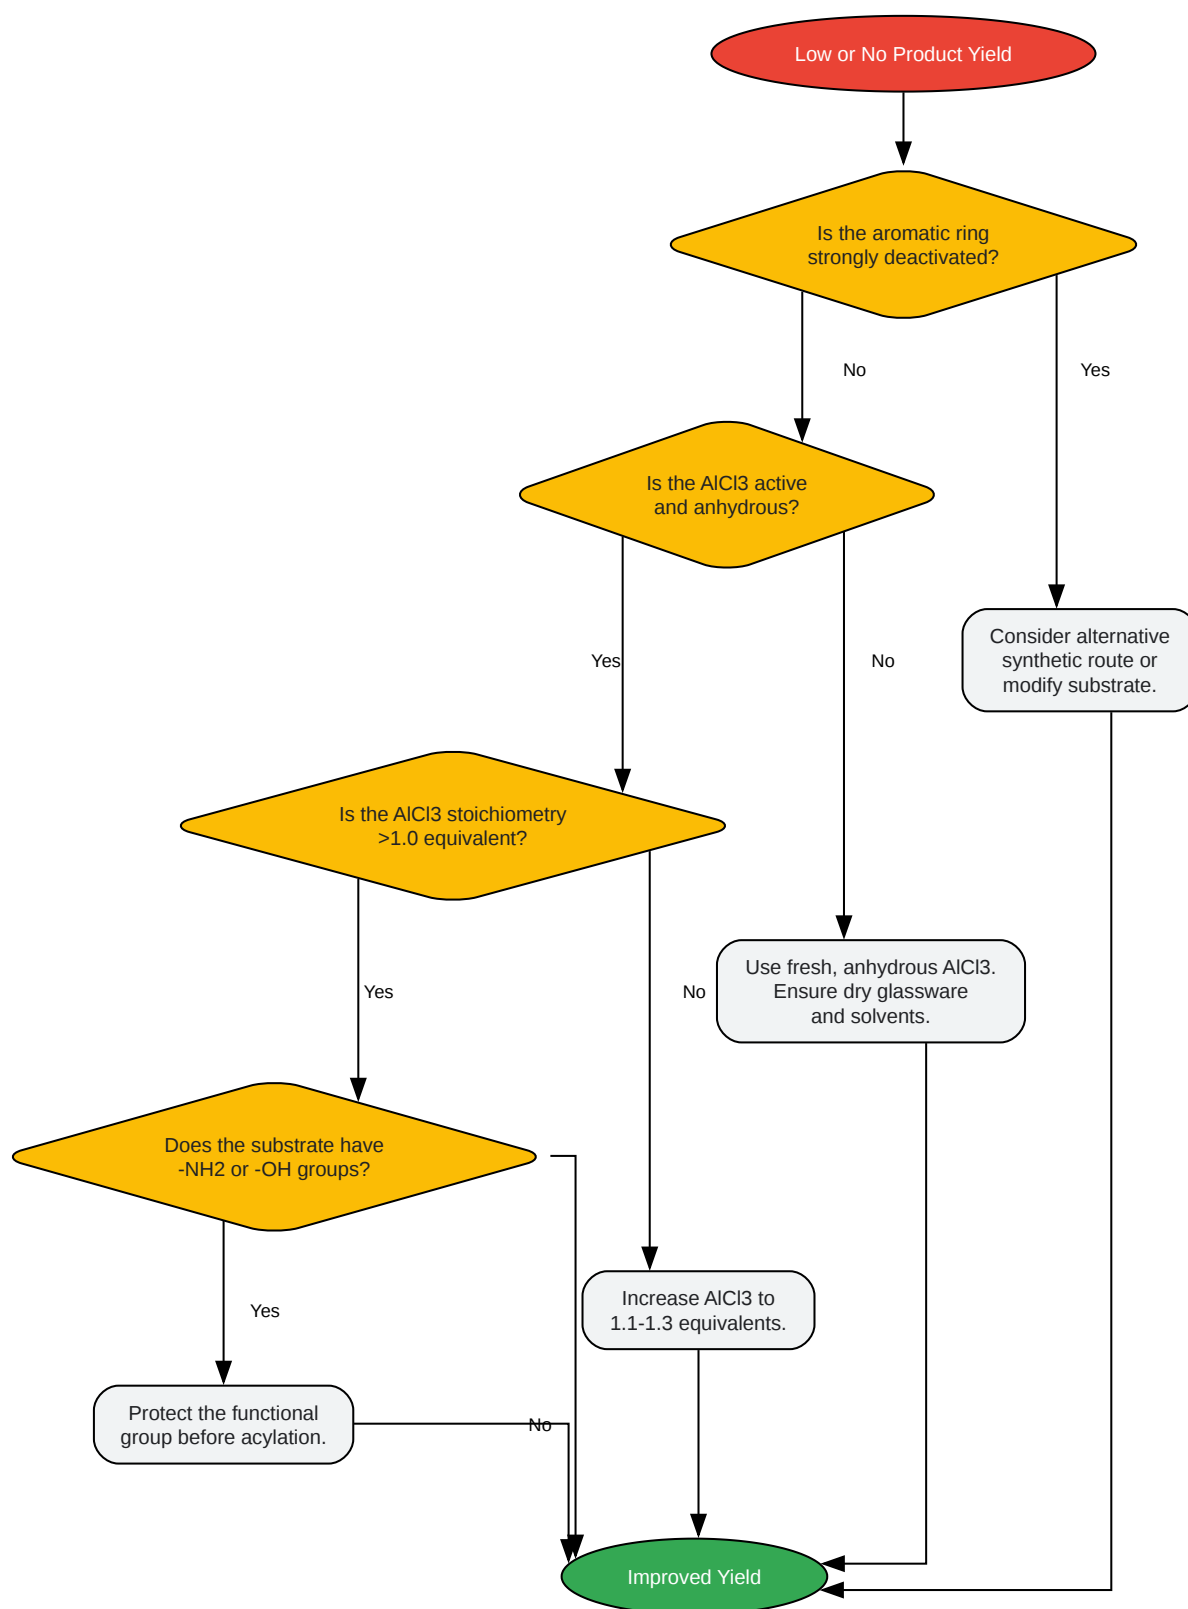 Low or No Product Yield
Is the aromatic ring
strongly deactivated?
No
Yes
Is the AlCl3 active
and anhydrous?
Yes
No
Consider alternative
synthetic route or
modify substrate.
Is the AlCl3 stoichiometry
>1.0 equivalent?
Yes
No
Use fresh, anhydrous AlCl3.
Ensure dry glassware
and solvents.
Does the substrate have
-NH2 or -OH groups?
Yes
Increase AlCl3 to
1.1-1.3 equivalents.
Protect the functional
group before acylation.
No
Improved Yield